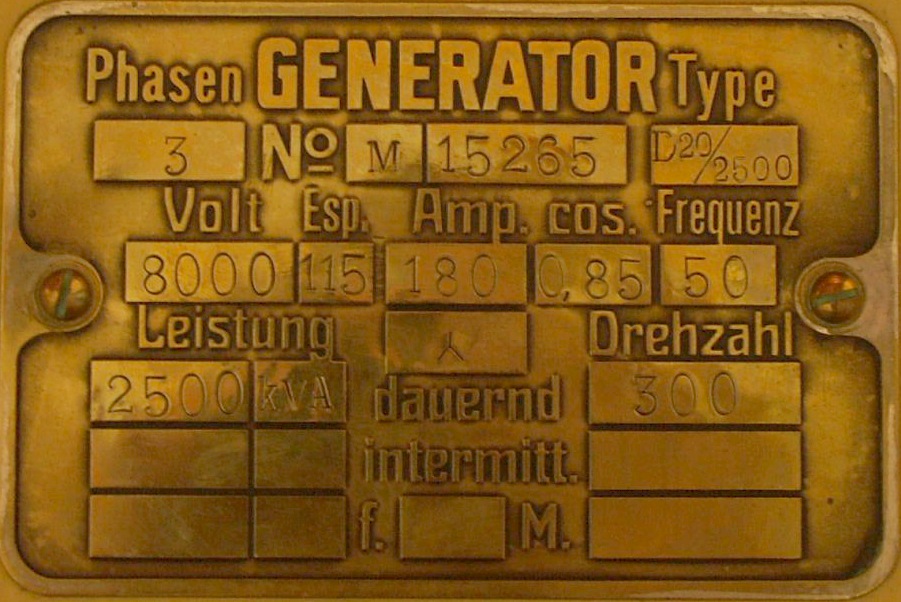 Phasen GENERATOR Type
3 No M 15265 D20/2500
Volt Esp. Amp. cos. Frequenz
8000 115 180 0,85 50
Leistung Drehzahl
2500 kVA dauernd 300
intermitt.
f. M.